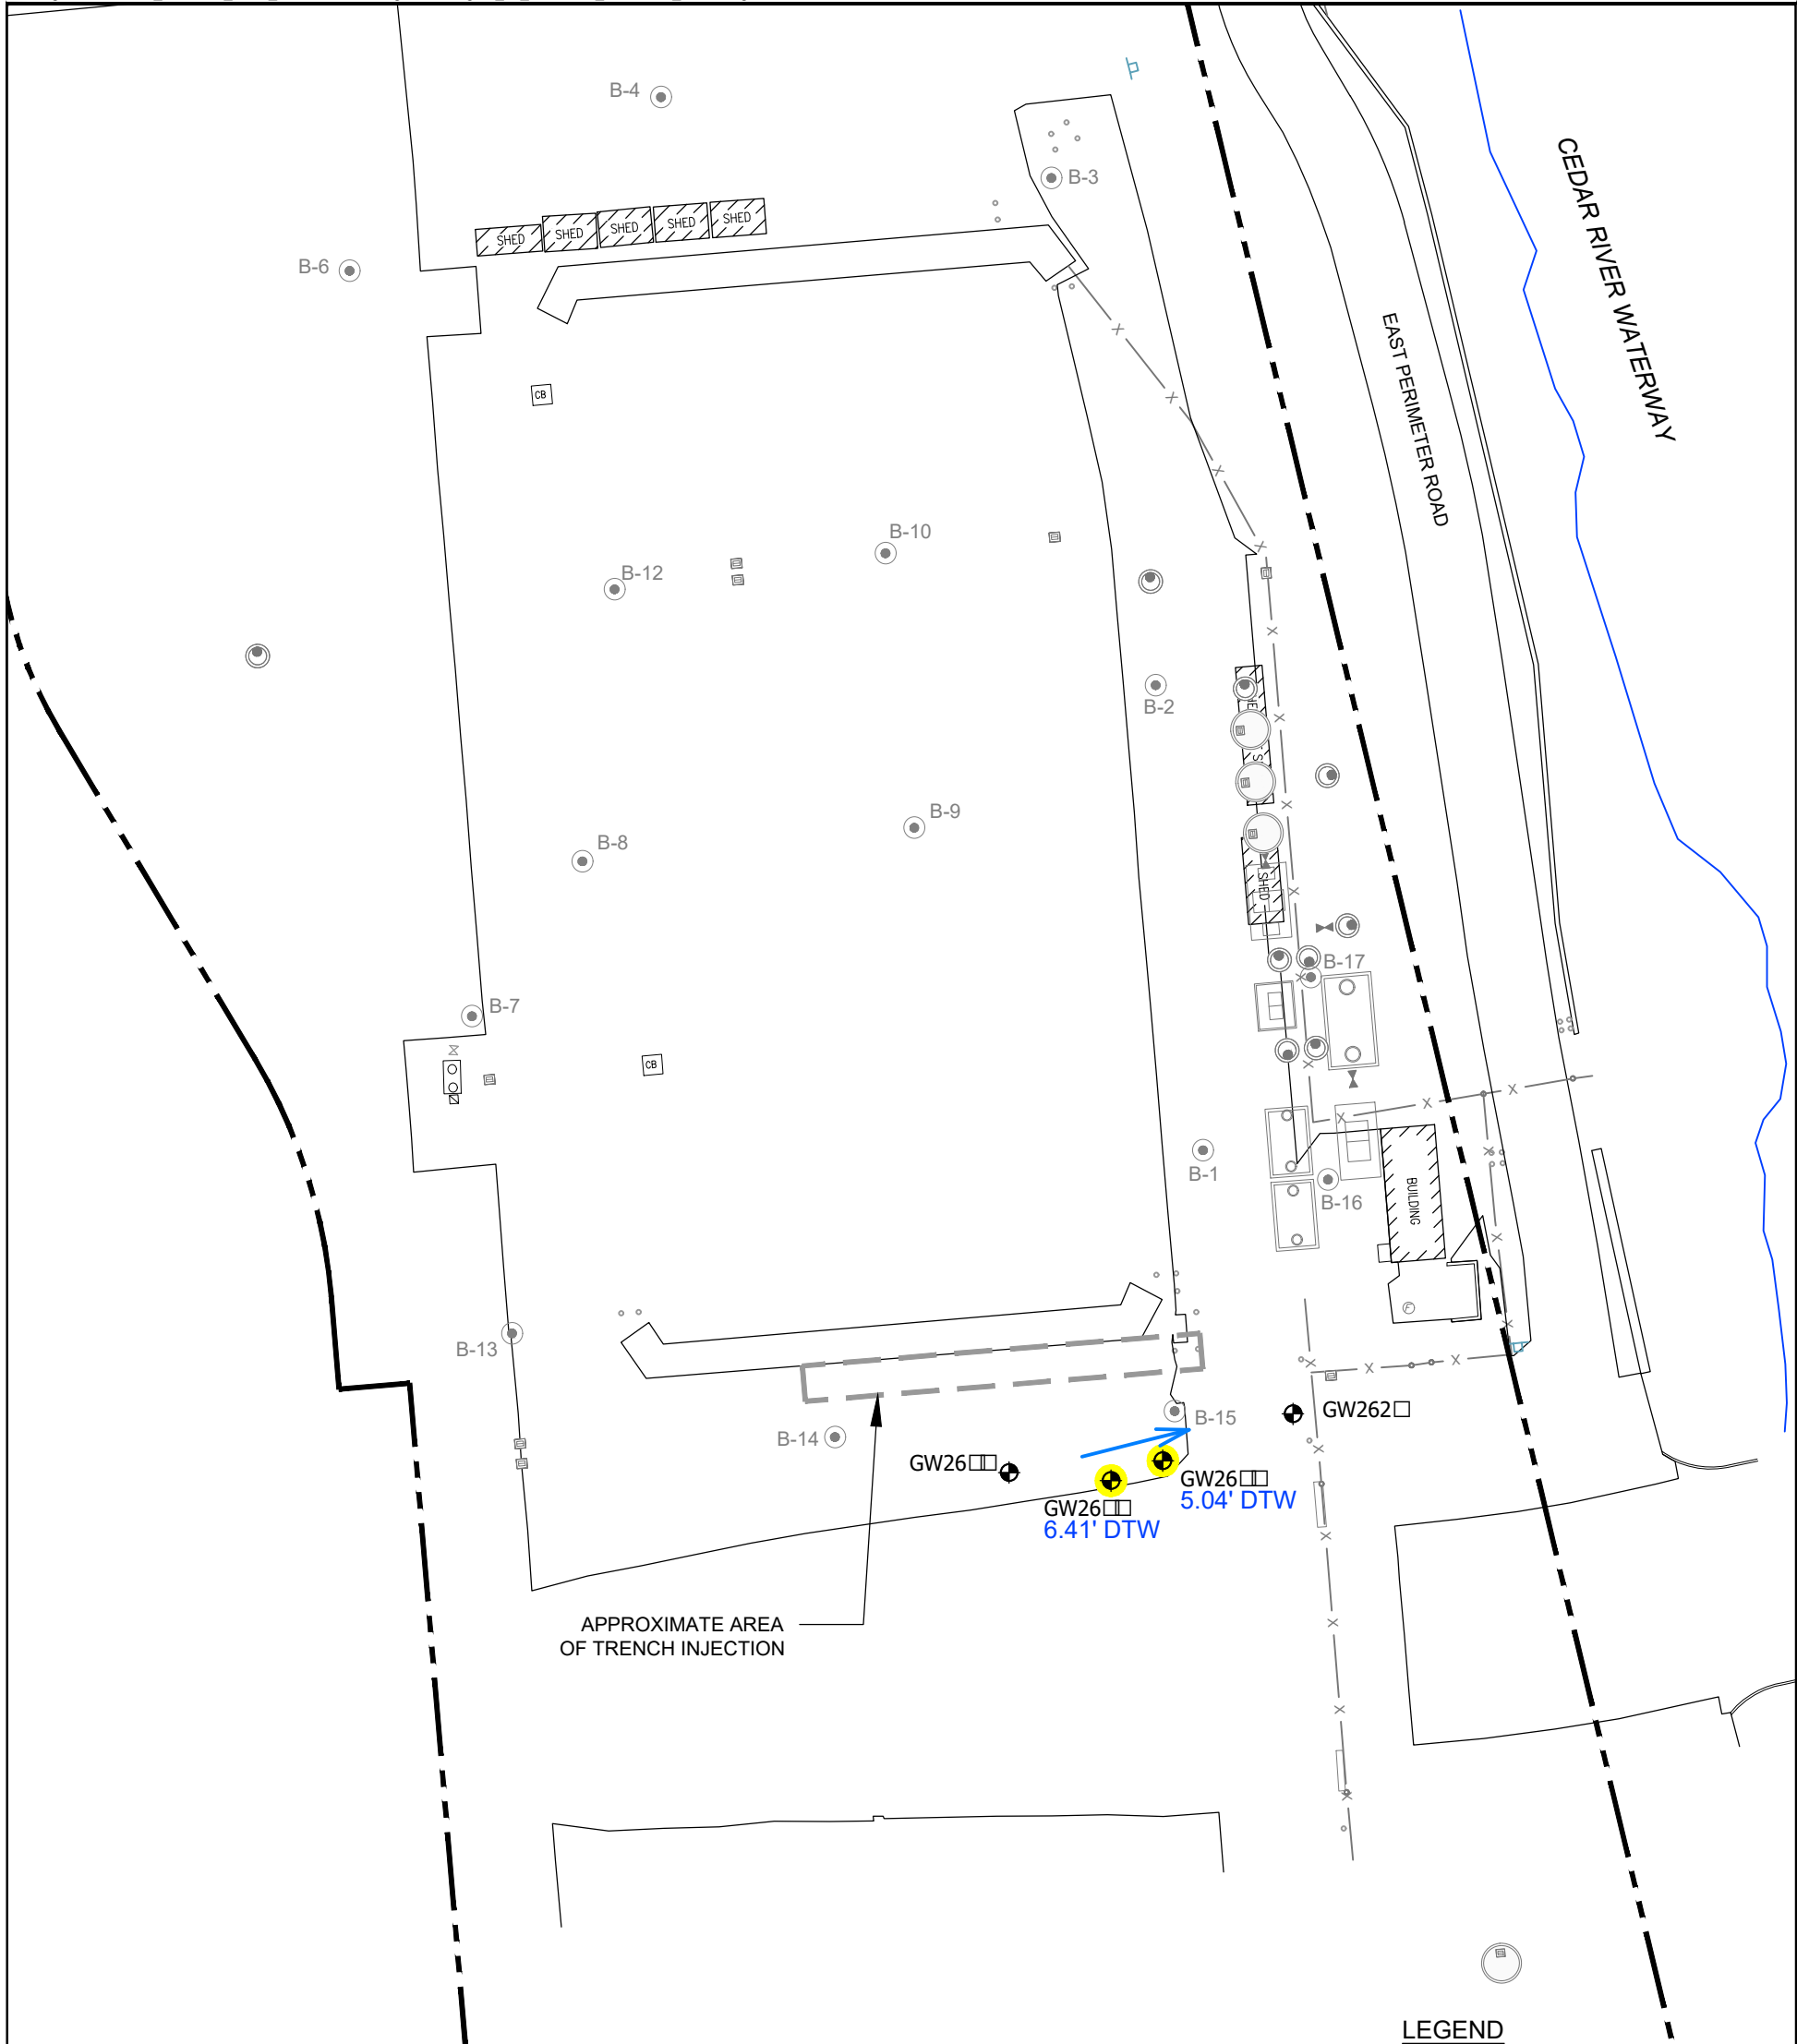 B-4
B-3
CEDAR RIVER WATERWAY
SHED
SHED
SHED
SHED
SHED
B-6
EAST PERIMETER ROAD
CB
B-10
B-12
B-2
B-9
B-8
SHED
B-17
B-7
CB
B-1
B-16
BUILDING
F
B-13
B-15
GW262□
B-14
GW26□□
GW26□□
5.04' DTW
GW26□□
6.41' DTW
APPROXIMATE AREA
OF TRENCH INJECTION
LEGEND